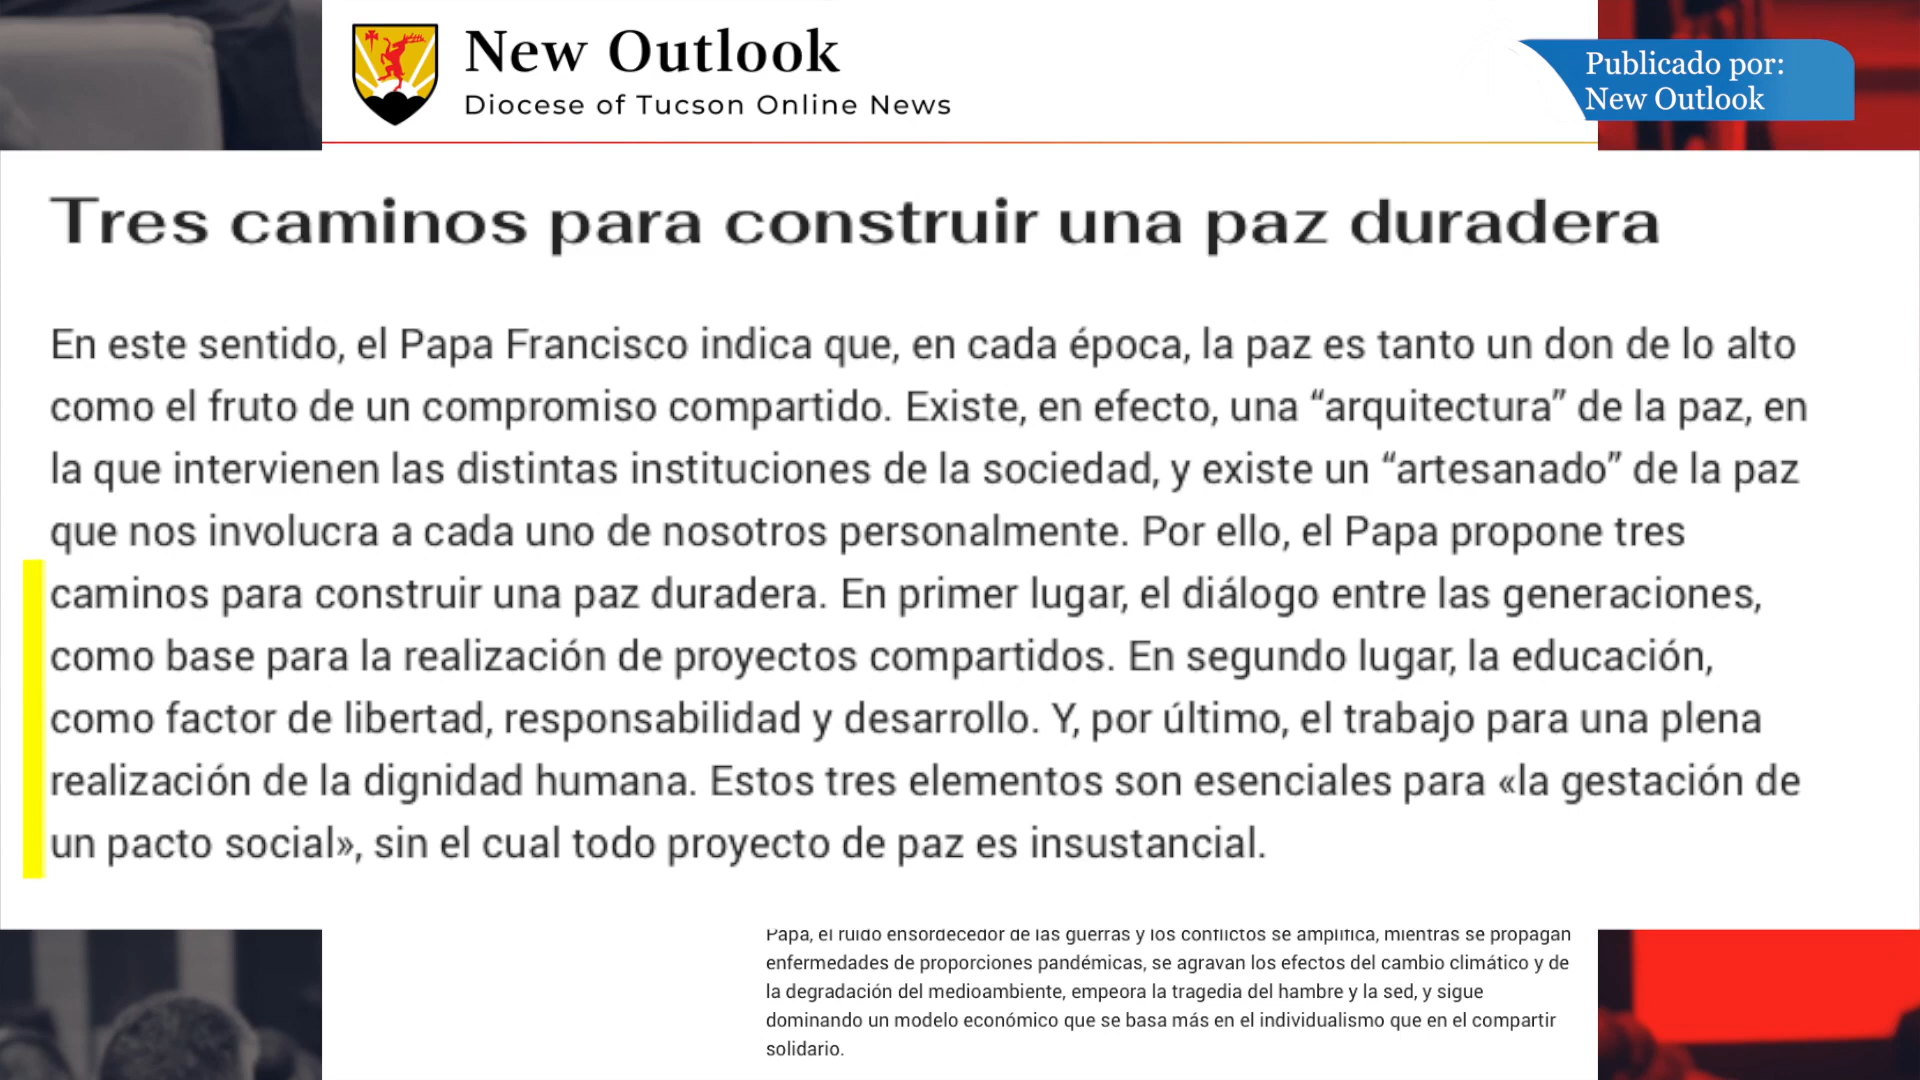 New Outlook
Diocese of Tucson Online News
Publicado por:
New Outlook
Tres caminos para construir una paz duradera
En este sentido, el Papa Francisco indica que, en cada época, la paz es tanto un don de lo alto
como el fruto de un compromiso compartido. Existe, en efecto, una “arquitectura” de la paz, en
la que intervienen las distintas instituciones de la sociedad, y existe un “artesanado” de la paz
que nos involucra a cada uno de nosotros personalmente. Por ello, el Papa propone tres
caminos para construir una paz duradera. En primer lugar, el diálogo entre las generaciones,
como base para la realización de proyectos compartidos. En segundo lugar, la educación,
como factor de libertad, responsabilidad y desarrollo. Y, por último, el trabajo para una plena
realización de la dignidad humana. Estos tres elementos son esenciales para «la gestación de
un pacto social», sin el cual todo proyecto de paz es insustancial.
Papa, el ruido ensordecedor de las guerras y los conflictos se amplifica, mientras se propagan
enfermedades de proporciones pandémicas, se agravan los efectos del cambio climático y de
la degradación del medioambiente, empeora la tragedia del hambre y la sed, y sigue
dominando un modelo económico que se basa más en el individualismo que en el compartir
solidario.